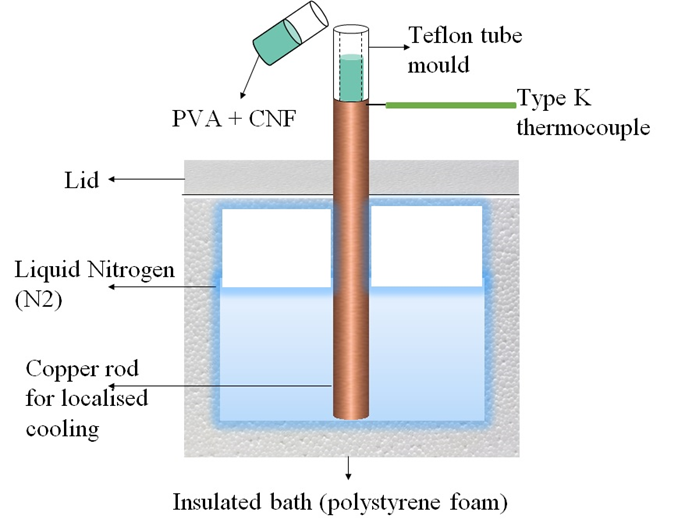 Teflon tube
mould
PVA + CNF
Type K
thermocouple
Lid
Liquid Nitrogen
(N2)
Copper rod
for localised
cooling
Insulated bath (polystyrene foam)